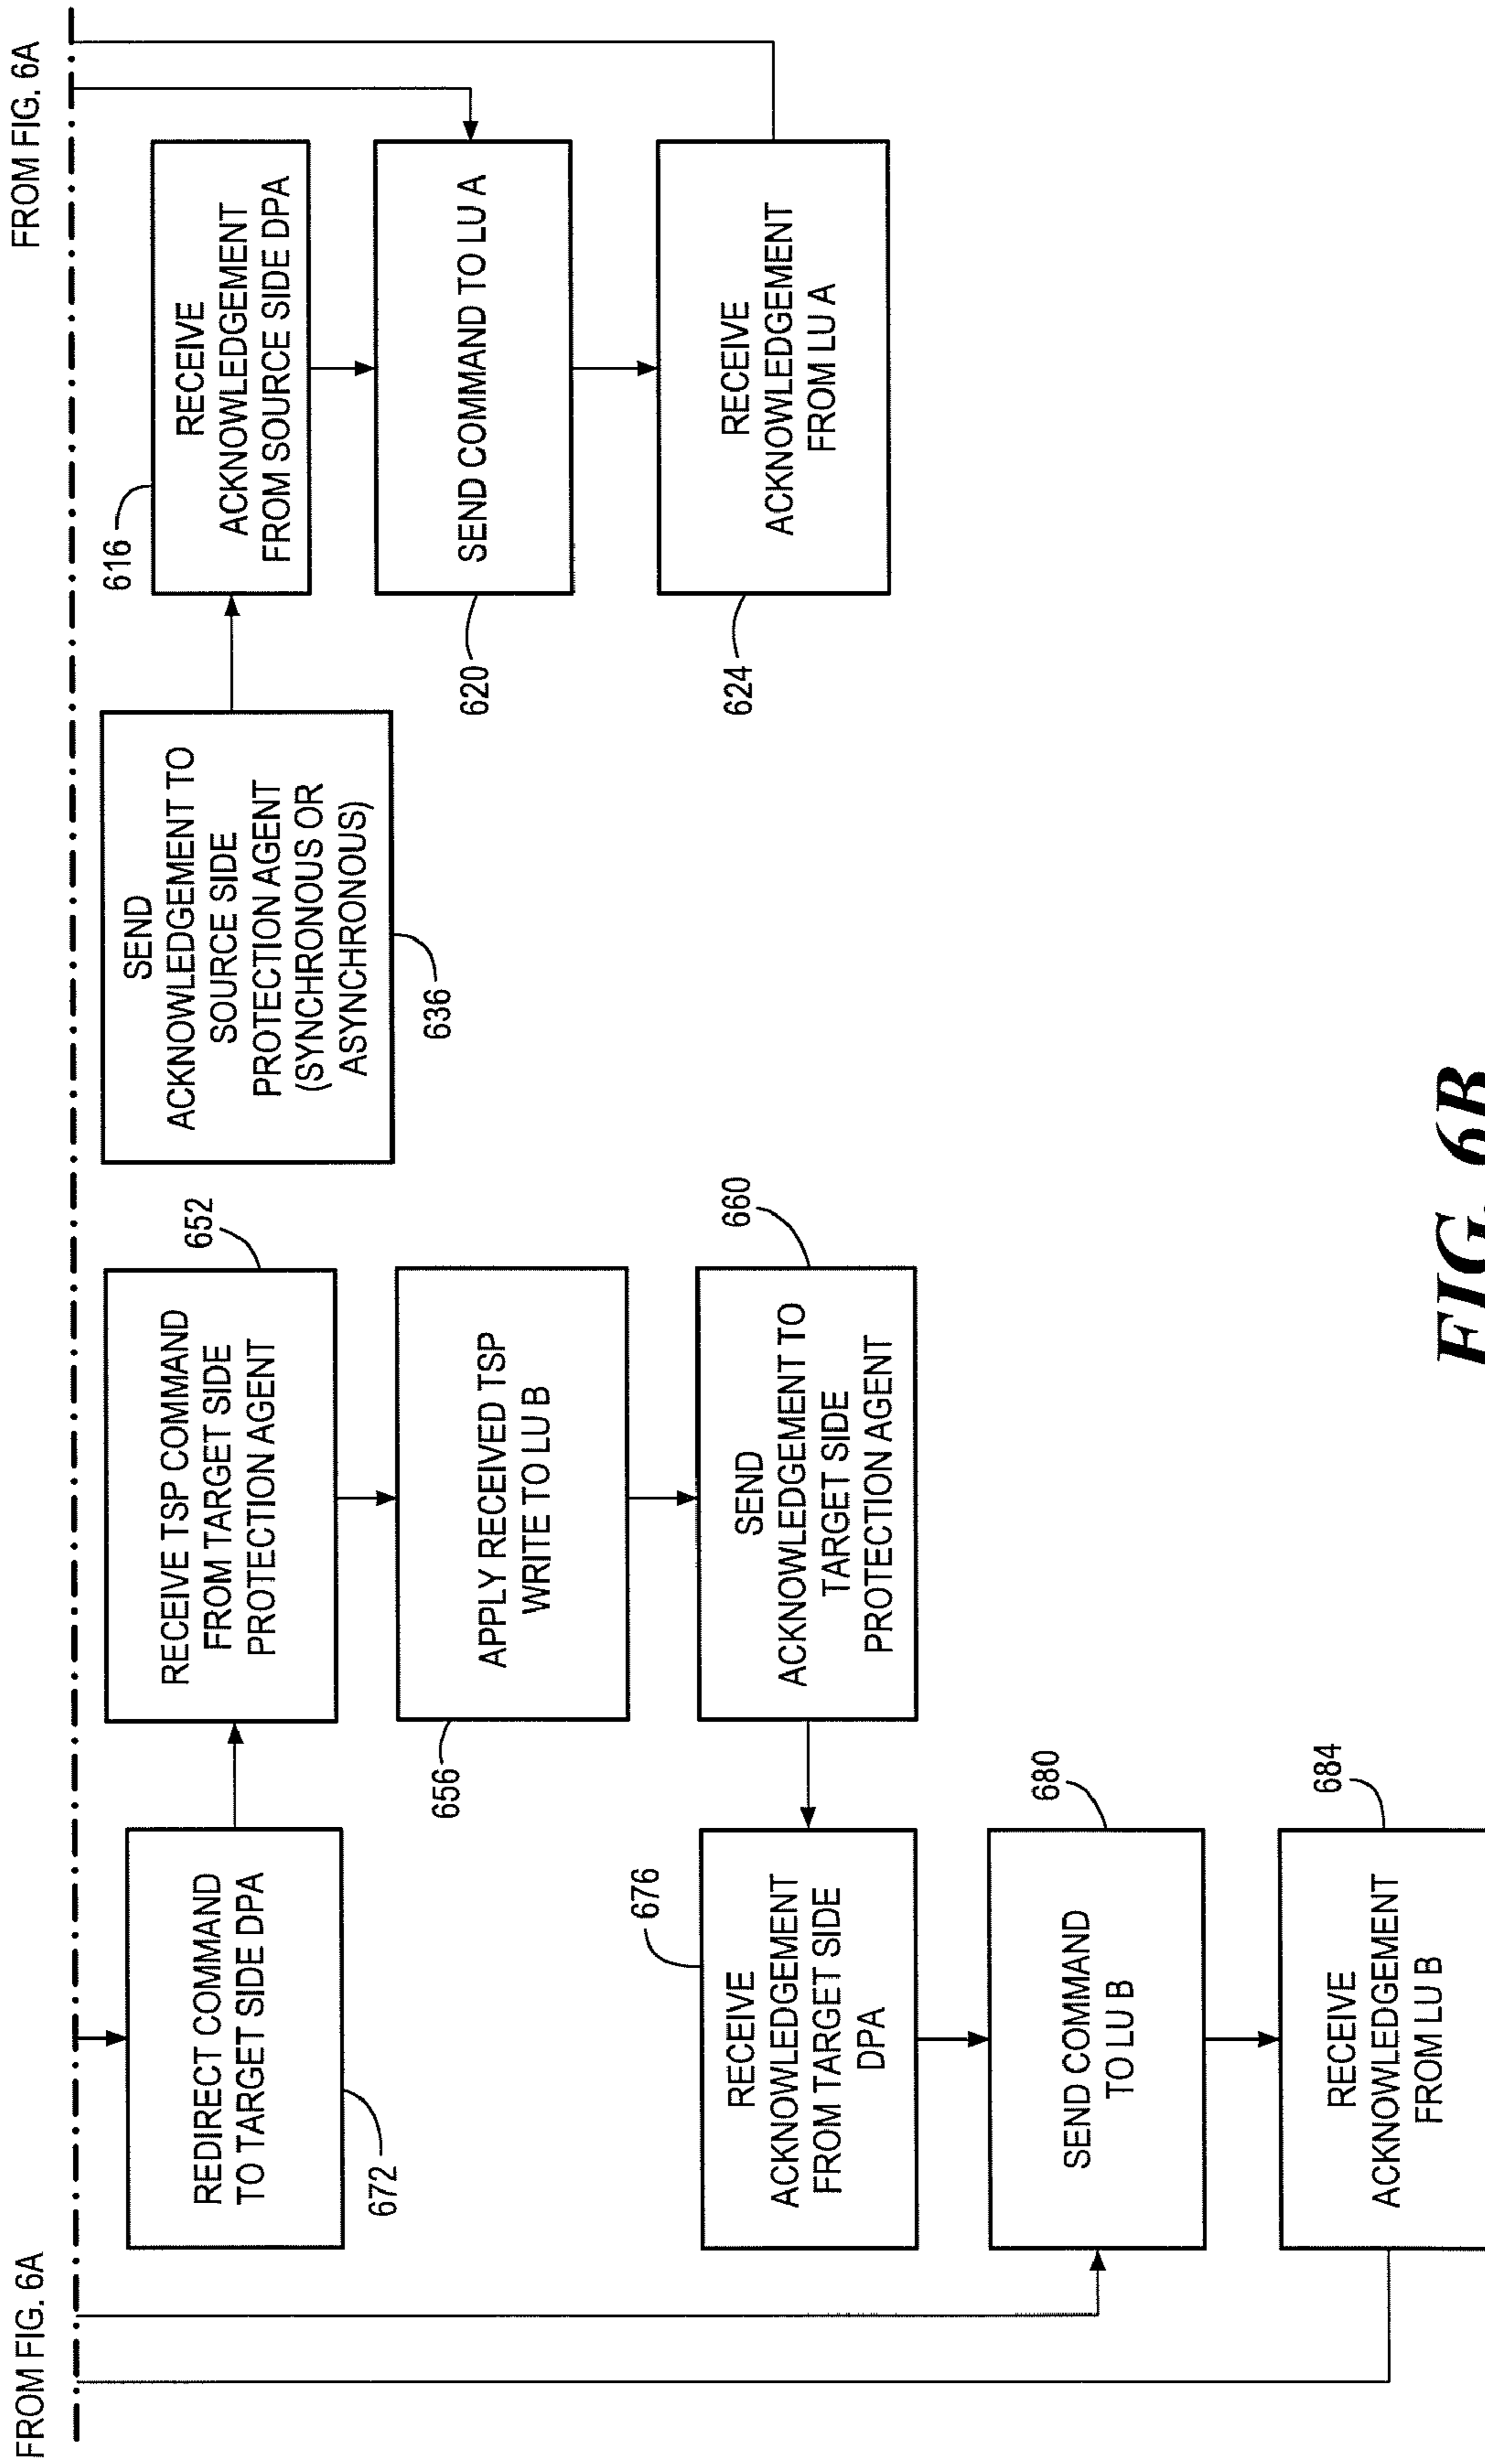 FROM FIG. 6A
FROM FIG. 6A
REDIRECT COMMAND
TO TARGET SIDE DPA
672
RECEIVE TSP COMMAND
FROM TARGET SIDE
PROTECTION AGENT
652
APPLY RECEIVED TSP
WRITE TO LU B
656
SEND
ACKNOWLEDGEMENT TO
TARGET SIDE
PROTECTION AGENT
660
RECEIVE
ACKNOWLEDGEMENT
FROM TARGET SIDE
DPA
676
SEND COMMAND
TO LU B
680
RECEIVE
ACKNOWLEDGEMENT
FROM LU B
684
SEND
ACKNOWLEDGEMENT TO
SOURCE SIDE
PROTECTION AGENT
(SYNCHRONOUS OR
ASYNCHRONOUS)
636
616
RECEIVE
ACKNOWLEDGEMENT
FROM SOURCE SIDE DPA
SEND COMMAND TO LU A
620
RECEIVE
ACKNOWLEDGEMENT
FROM LU A
624
FIG. 6B